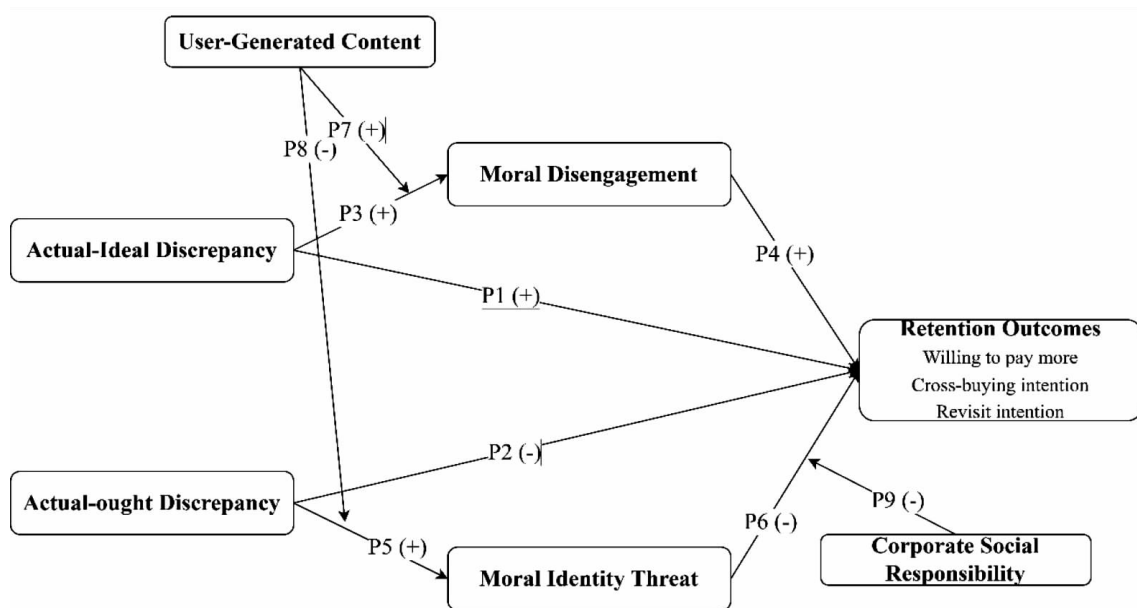 User-Generated Content
P7 (+)
P8 (-)
Moral Disengagement
P3 (+)
Actual-Ideal Discrepancy
P4 (+)
P1 (+)
Retention Outcomes
Willing to pay more
Cross-buying intention
Revisit intention
P2 (-)
Actual-ought Discrepancy
P9 (-)
P6 (-)
P5 (+)
Corporate Social
Responsibility
Moral Identity Threat